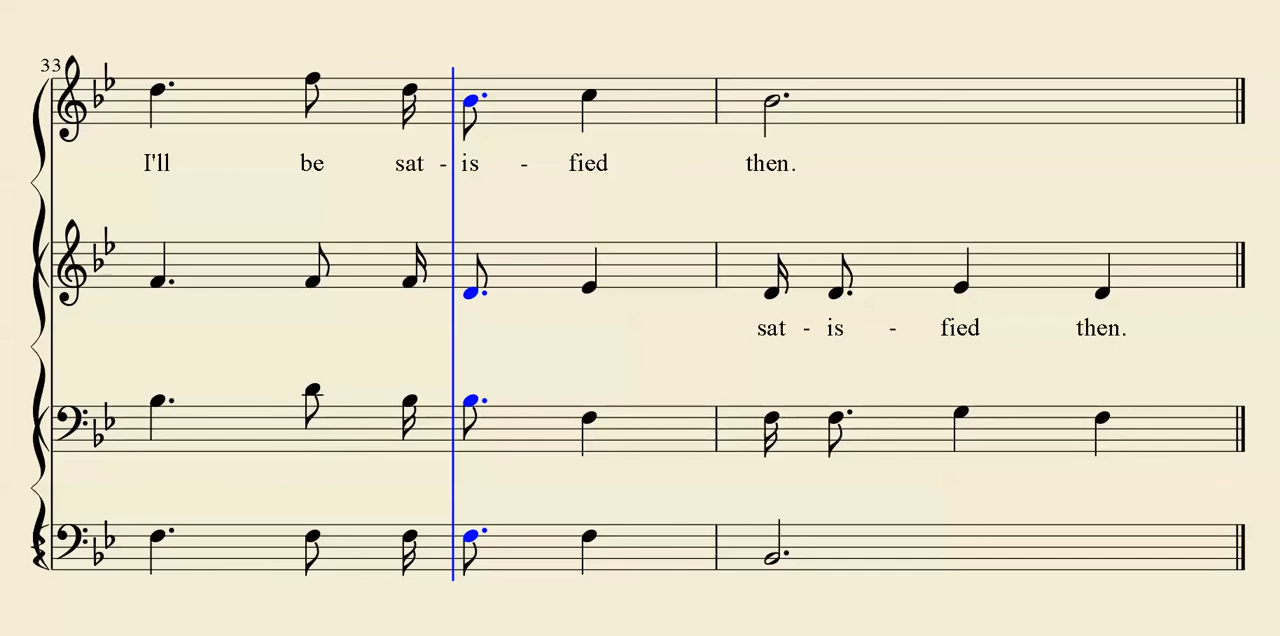 33
I'll be sat - is - fied then.
sat - is - fied then.